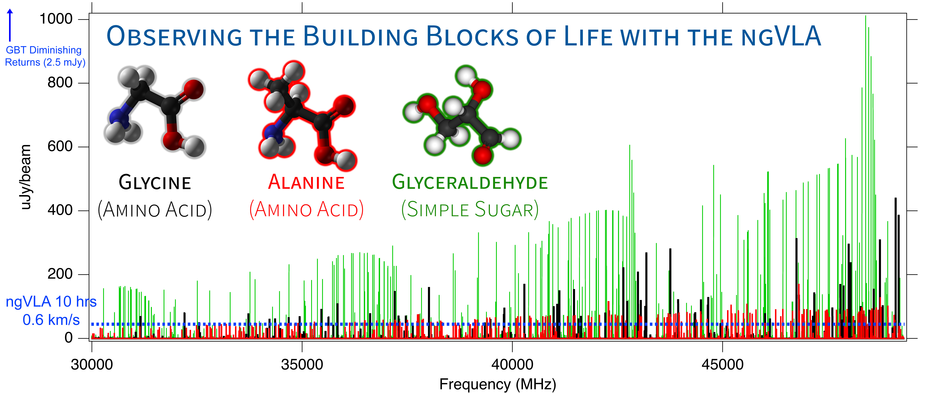 OBSERVING THE BUILDING BLOCKS OF LIFE WITH THE ngVLA
GBT Diminishing
Returns (2.5 mJy)
GLYCINE
(AMINO ACID)
ALANINE
(AMINO ACID)
GLYCERALDEHYDE
(SIMPLE SUGAR)
uJy/beam
1000
800
600
400
200
0
ngVLA 10 hrs
0.6 km/s
30000
35000
40000
45000
Frequency (MHz)